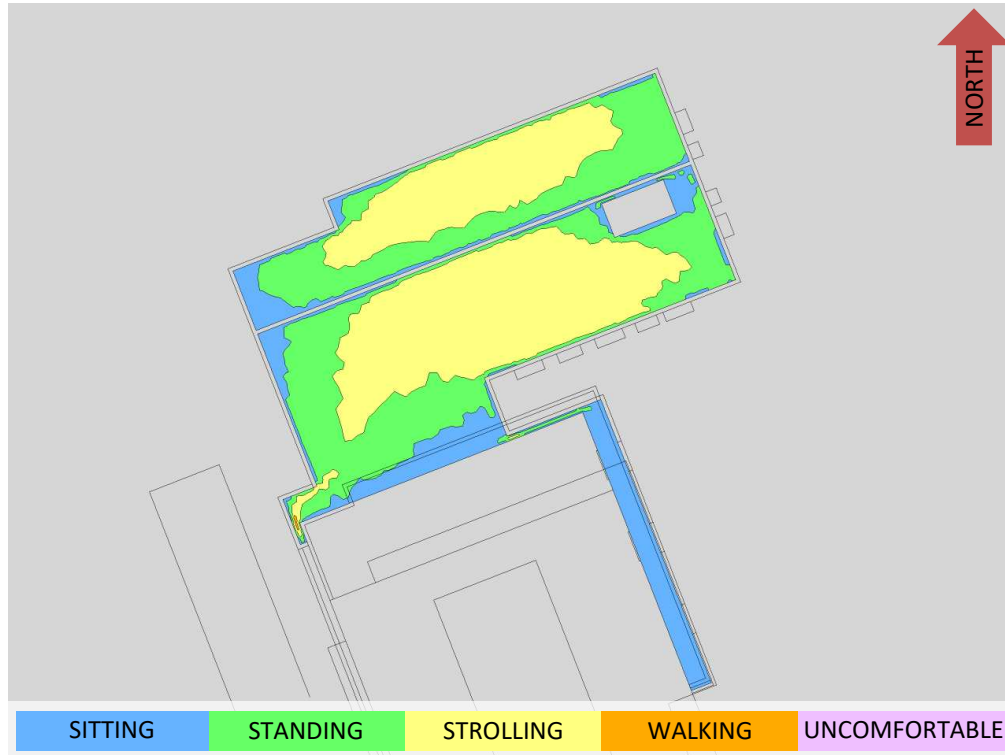 NORTH
SITTING
STANDING
STROLLING
WALKING
UNCOMFORTABLE